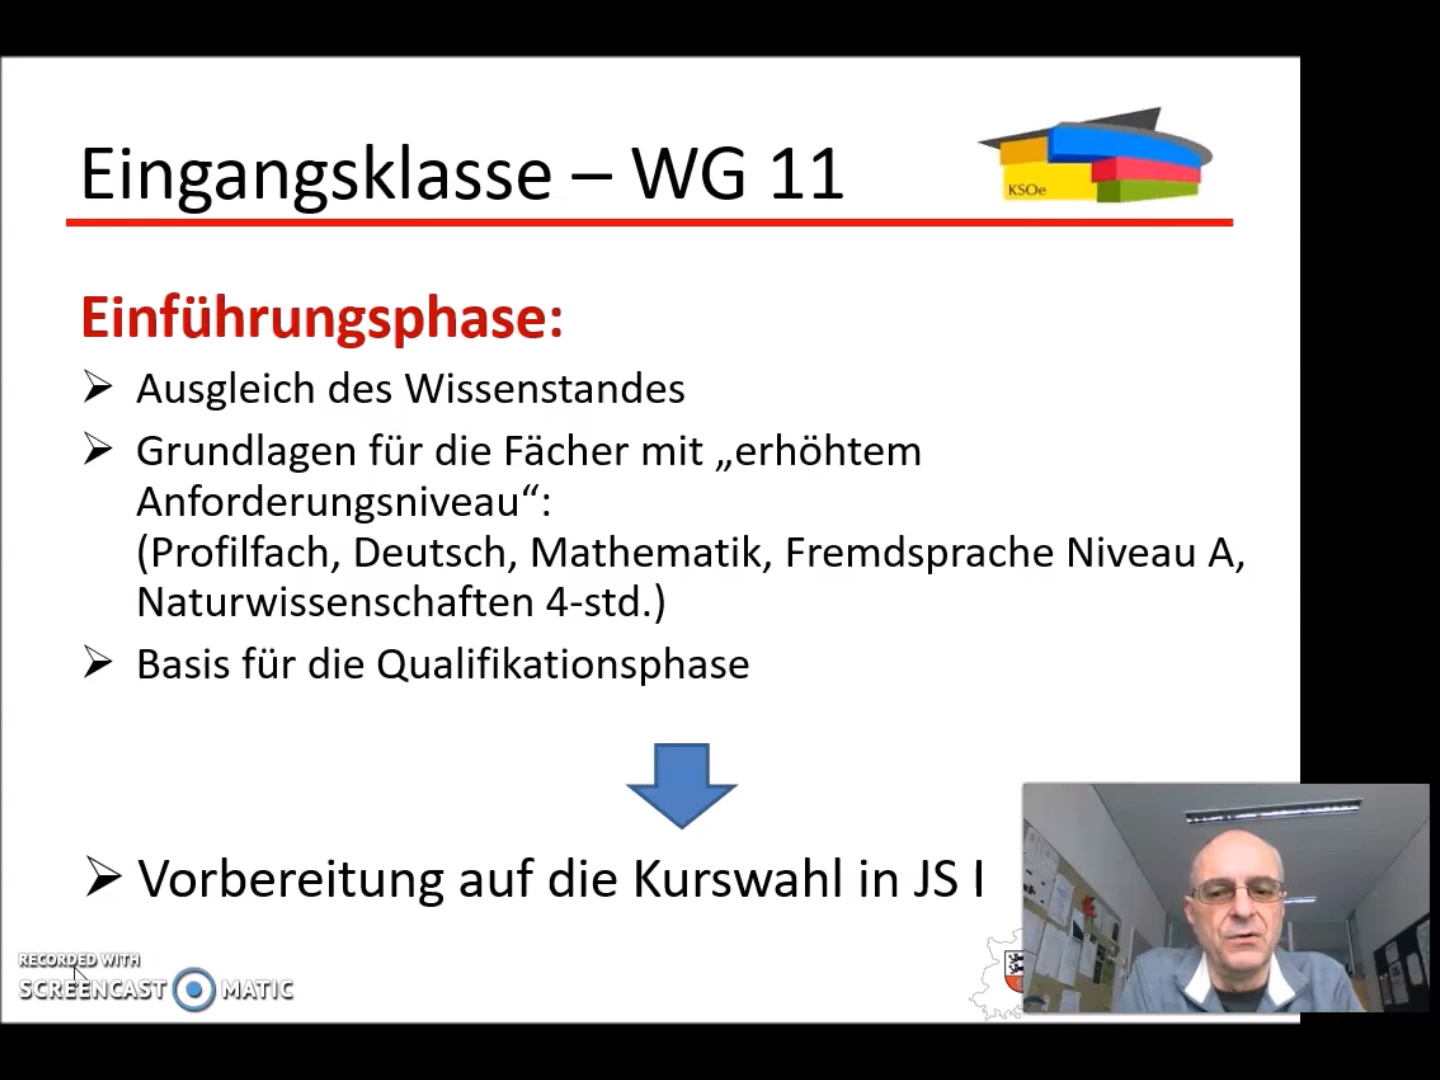 Eingangsklasse – WG 11
KSOe
Einführungsphase:
➢ Ausgleich des Wissenstandes
➢ Grundlagen für die Fächer mit „erhöhtem
Anforderungsniveau“:
(Profilfach, Deutsch, Mathematik, Fremdsprache Niveau A,
Naturwissenschaften 4-std.)
➢ Basis für die Qualifikationsphase
➢ Vorbereitung auf die Kurswahl in JS I
RECORDED WITH
SCREENCAST MATIC